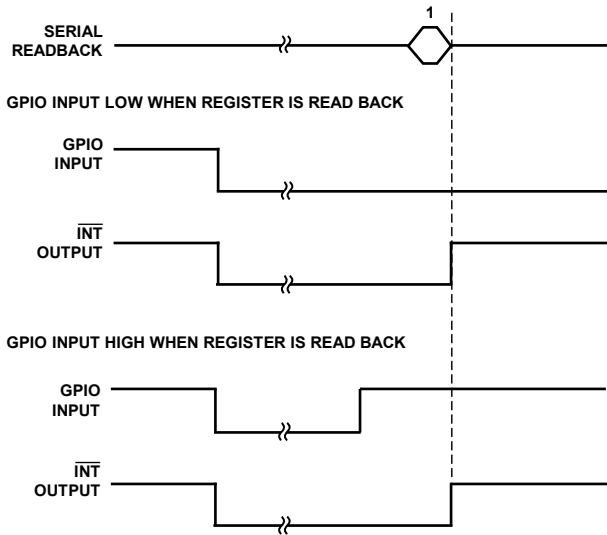 1
SERIAL
READBACK
GPIO INPUT LOW WHEN REGISTER IS READ BACK
GPIO
INPUT
INT
OUTPUT
GPIO INPUT HIGH WHEN REGISTER IS READ BACK
GPIO
INPUT
INT
OUTPUT